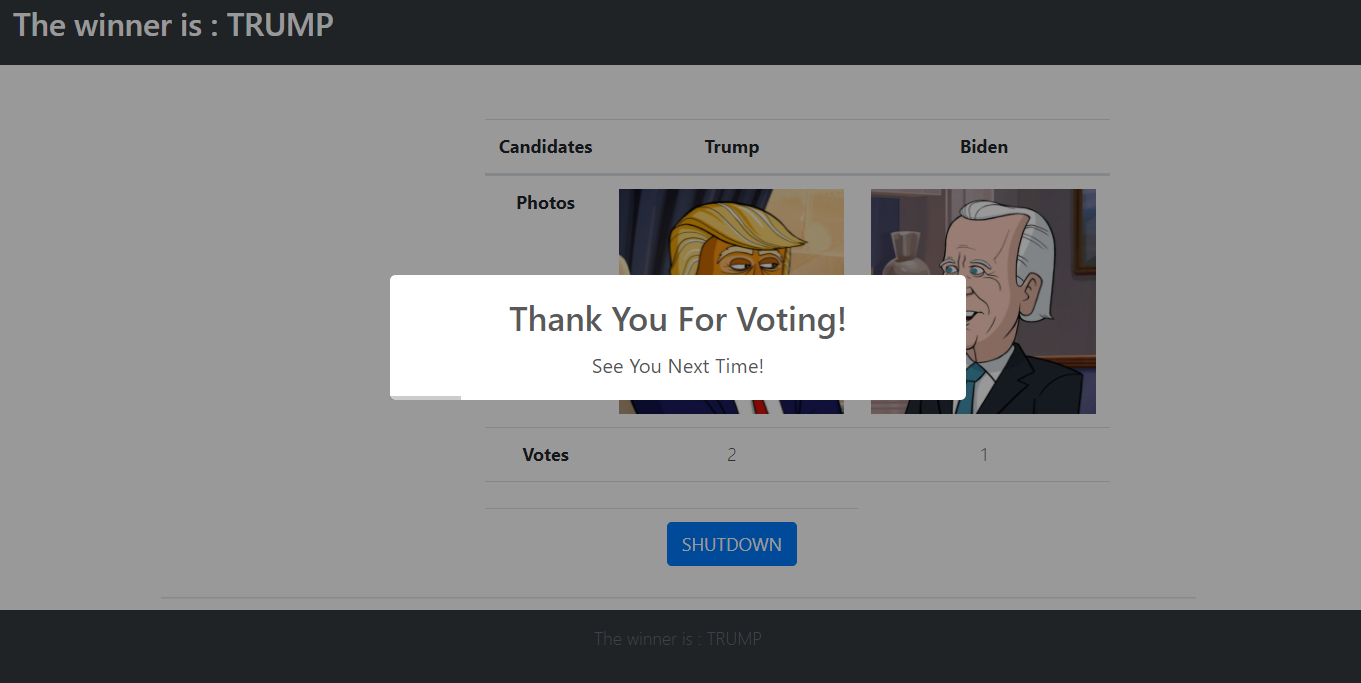 The winner is : TRUMP
Candidates Trump Biden
Photos
Thank You For Voting!
See You Next Time!
Votes 2 1
SHUTDOWN
The winner is : TRUMP